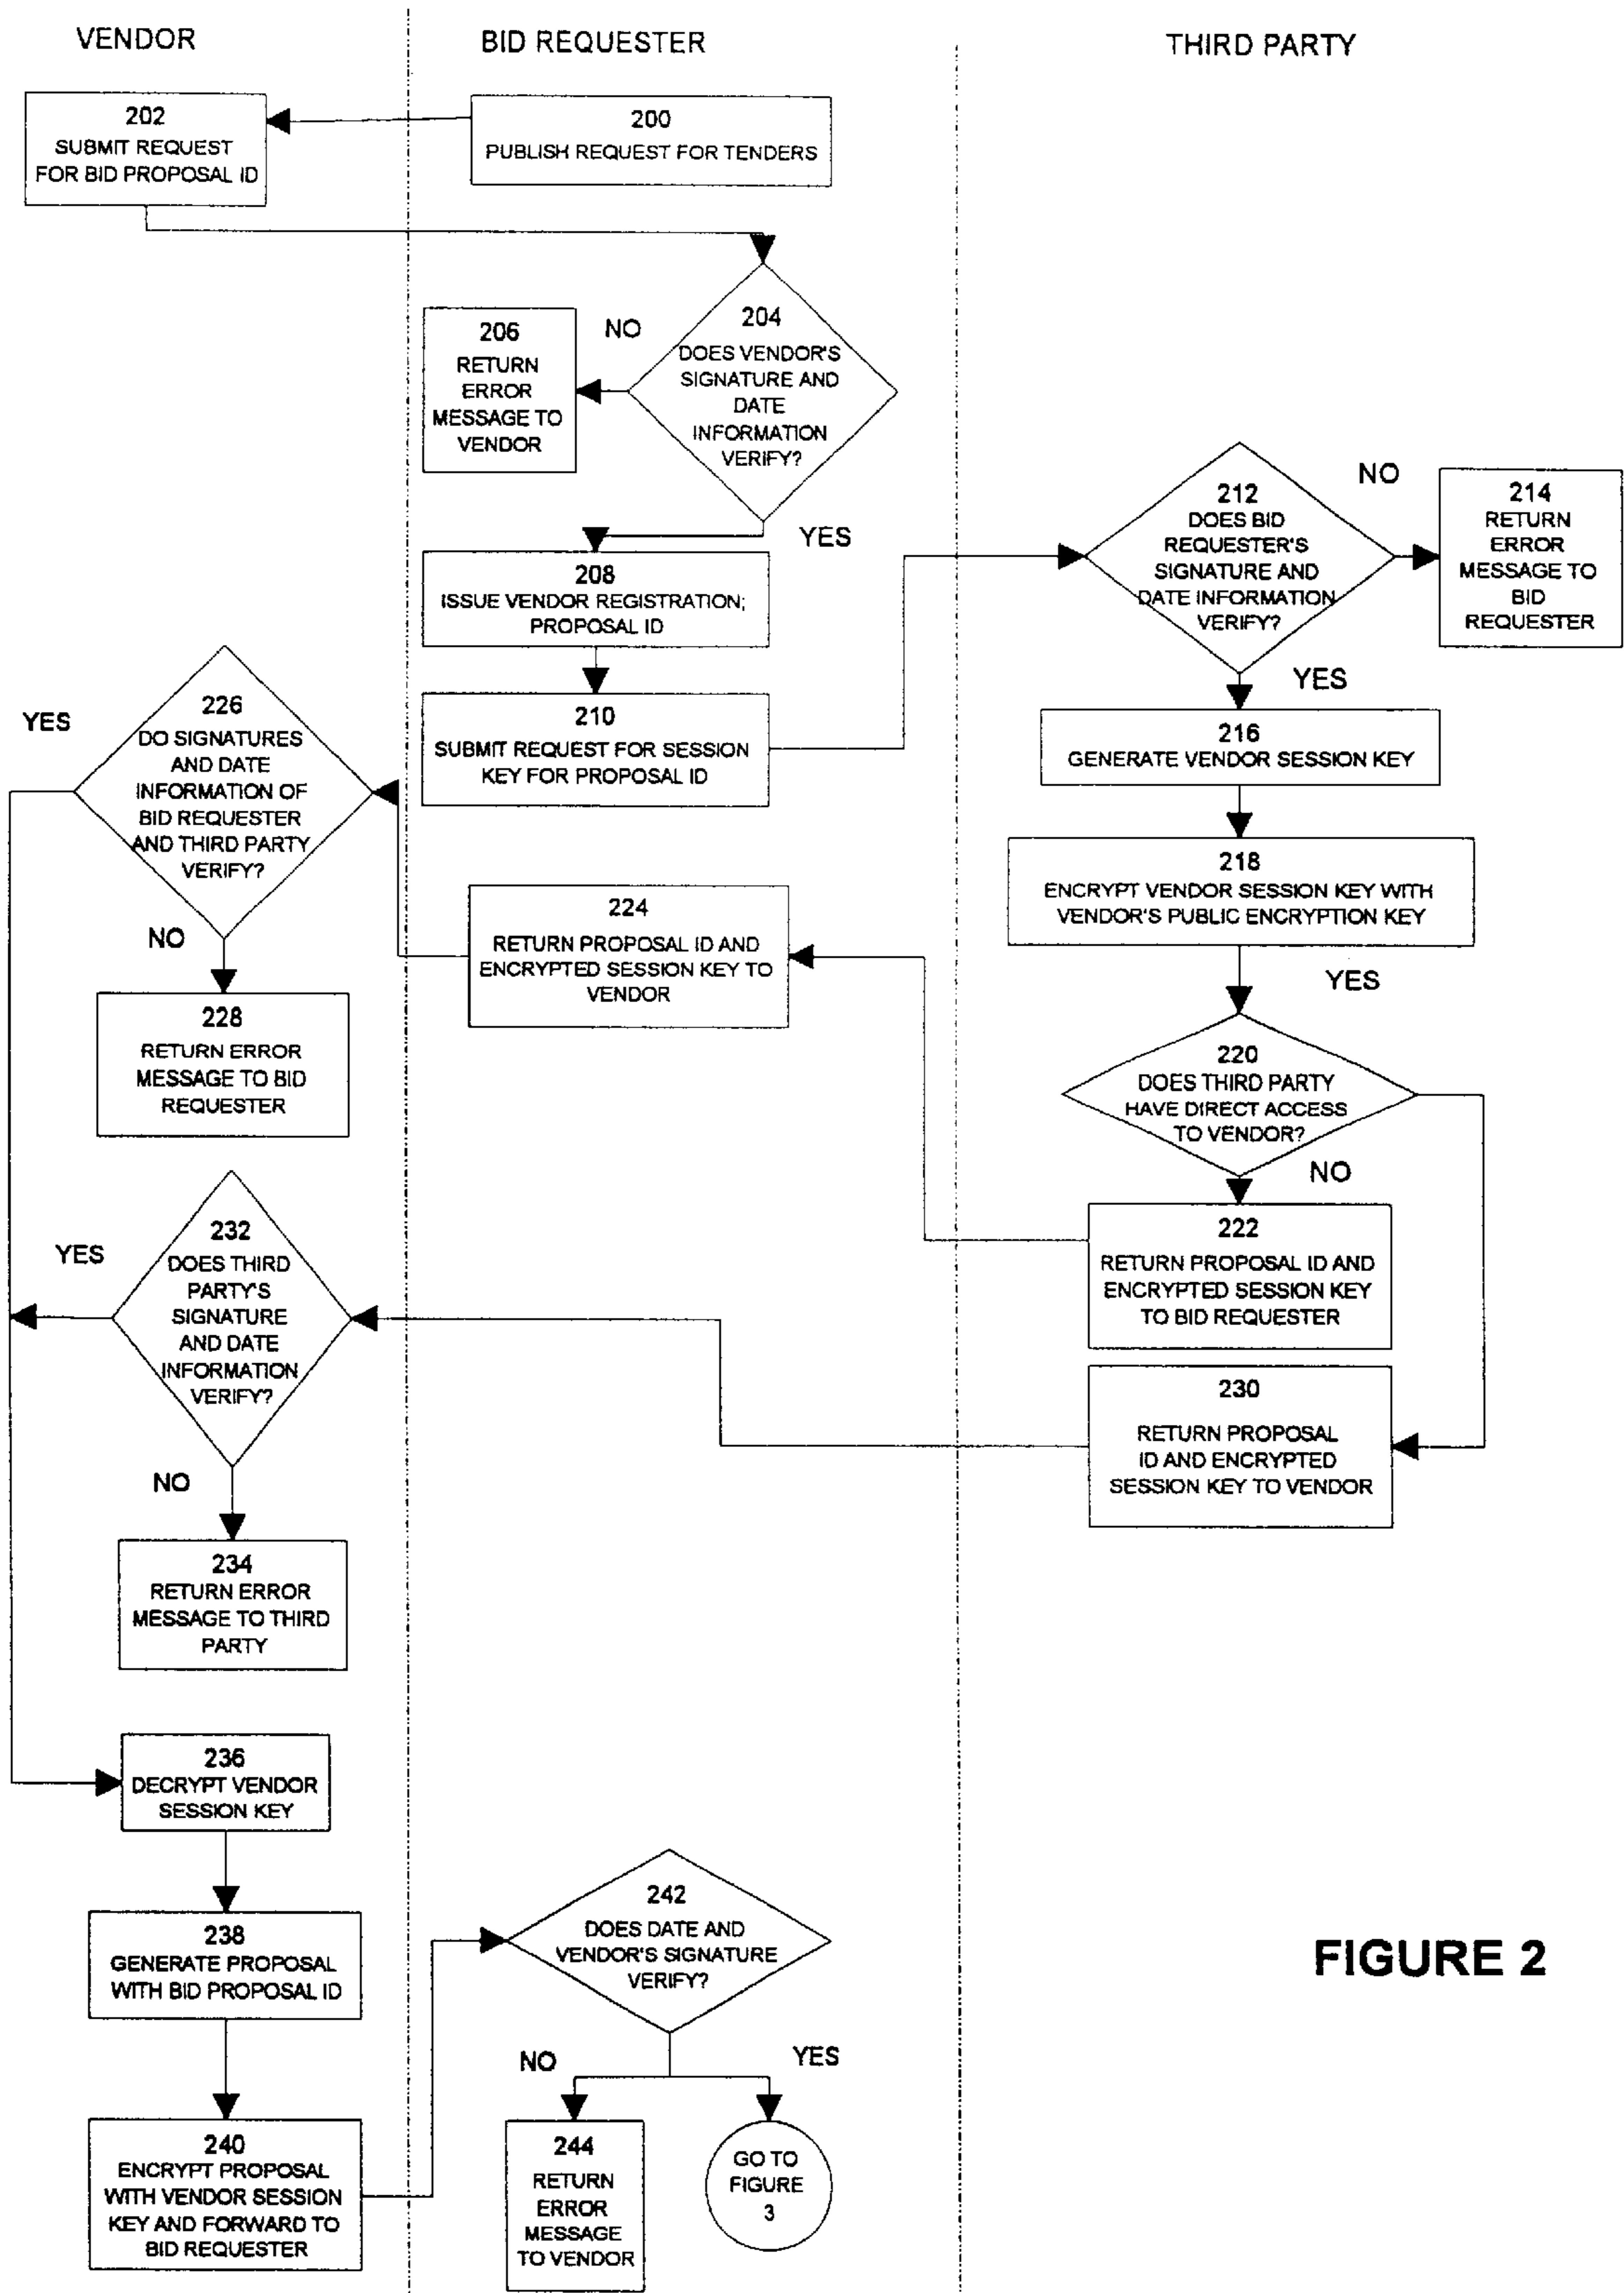 VENDOR
BID REQUESTER
THIRD PARTY
202
SUBMIT REQUEST
FOR BID PROPOSAL ID
200
PUBLISH REQUEST FOR TENDERS
204
DOES VENDOR'S
SIGNATURE AND
DATE
INFORMATION
VERIFY?
NO
206
RETURN
ERROR
MESSAGE TO
VENDOR
YES
208
ISSUE VENDOR REGISTRATION;
PROPOSAL ID
210
SUBMIT REQUEST FOR SESSION
KEY FOR PROPOSAL ID
212
DOES BID
REQUESTER'S
SIGNATURE AND
DATE INFORMATION
VERIFY?
NO
214
RETURN
ERROR
MESSAGE TO
BID
REQUESTER
YES
216
GENERATE VENDOR SESSION KEY
218
ENCRYPT VENDOR SESSION KEY WITH
VENDOR'S PUBLIC ENCRYPTION KEY
YES
220
DOES THIRD PARTY
HAVE DIRECT ACCESS
TO VENDOR?
NO
222
RETURN PROPOSAL ID AND
ENCRYPTED SESSION KEY
TO BID REQUESTER
224
RETURN PROPOSAL ID AND
ENCRYPTED SESSION KEY TO
VENDOR
YES
226
DO SIGNATURES
AND DATE
INFORMATION OF
BID REQUESTER
AND THIRD PARTY
VERIFY?
NO
228
RETURN ERROR
MESSAGE TO BID
REQUESTER
230
RETURN PROPOSAL
ID AND ENCRYPTED
SESSION KEY TO VENDOR
YES
232
DOES THIRD
PARTY'S
SIGNATURE
AND DATE
INFORMATION
VERIFY?
NO
234
RETURN ERROR
MESSAGE TO THIRD
PARTY
236
DECRYPT VENDOR
SESSION KEY
238
GENERATE PROPOSAL
WITH BID PROPOSAL ID
240
ENCRYPT PROPOSAL
WITH VENDOR SESSION
KEY AND FORWARD TO
BID REQUESTER
242
DOES DATE AND
VENDOR'S SIGNATURE
VERIFY?
NO
YES
244
RETURN
ERROR
MESSAGE
TO VENDOR
GO TO
FIGURE
3
FIGURE 2